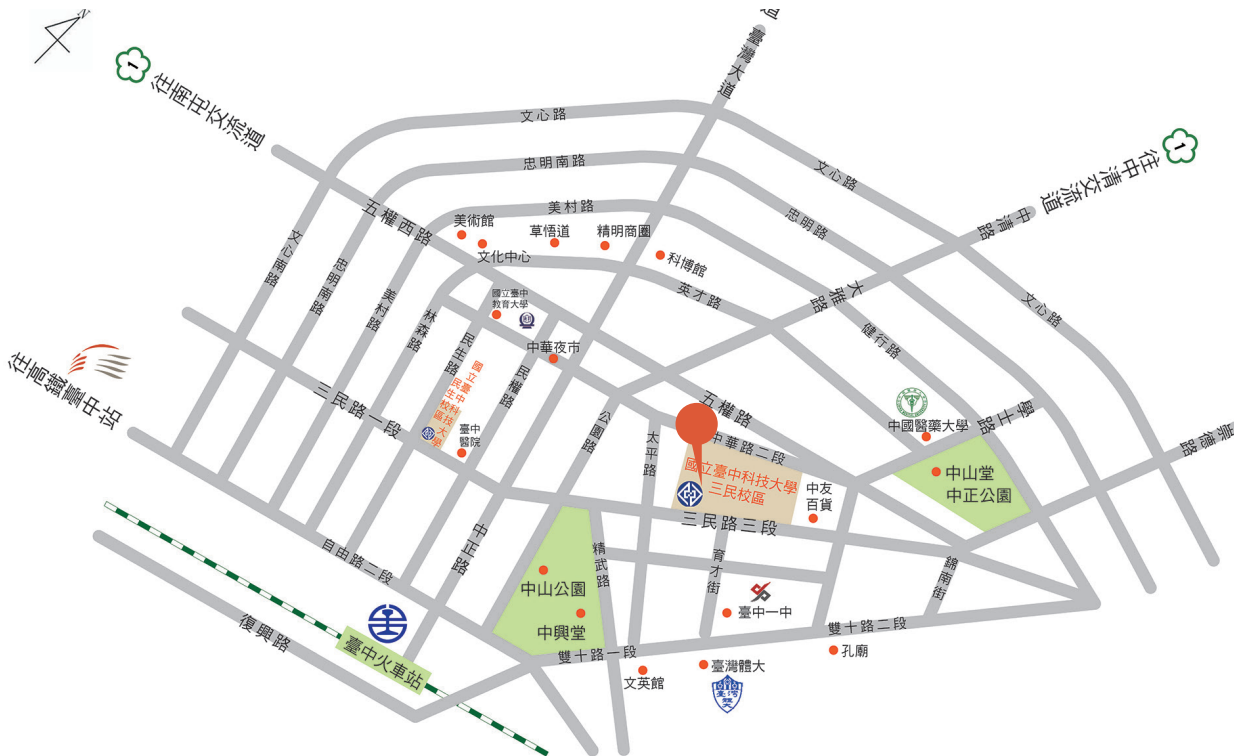 N
1
往南屯交流道
道
臺灣大道
文心路
文心路
1
往中清交流道
忠明南路
忠明路
中清路
美村路
五權西路
美術館
草悟道
精明商圈
文化中心
科博館
文心南路
忠明南路
美村路
林森路
英才路
大雅路
健行路
文心路
國立臺中
教育大學
民生路
中華夜市
民權路
往高鐵臺中站
三民路一段
國立臺中科技大學
民生校區
臺中
醫院
公園路
太平路
五權路
中華路二段
國立臺中科技大學
三民校區
中友
百貨
中國醫藥大學
學士路
崇德路
中山堂
中正公園
三民路三段
中正路
自由路二段
精武路
育才街
錦南街
中山公園
中興堂
臺中一中
復興路
臺中火車站
雙十路一段
雙十路二段
文英館
臺灣體大
孔廟